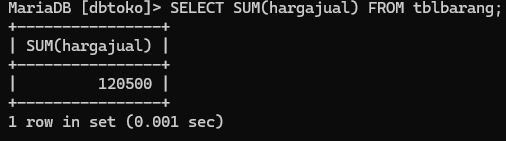 MariaDB [dbtoko]> SELECT SUM(hargajual) FROM tblbarang;
+----------------+
| SUM(hargajual) |
+----------------+
|         120500 |
+----------------+
1 row in set (0.001 sec)